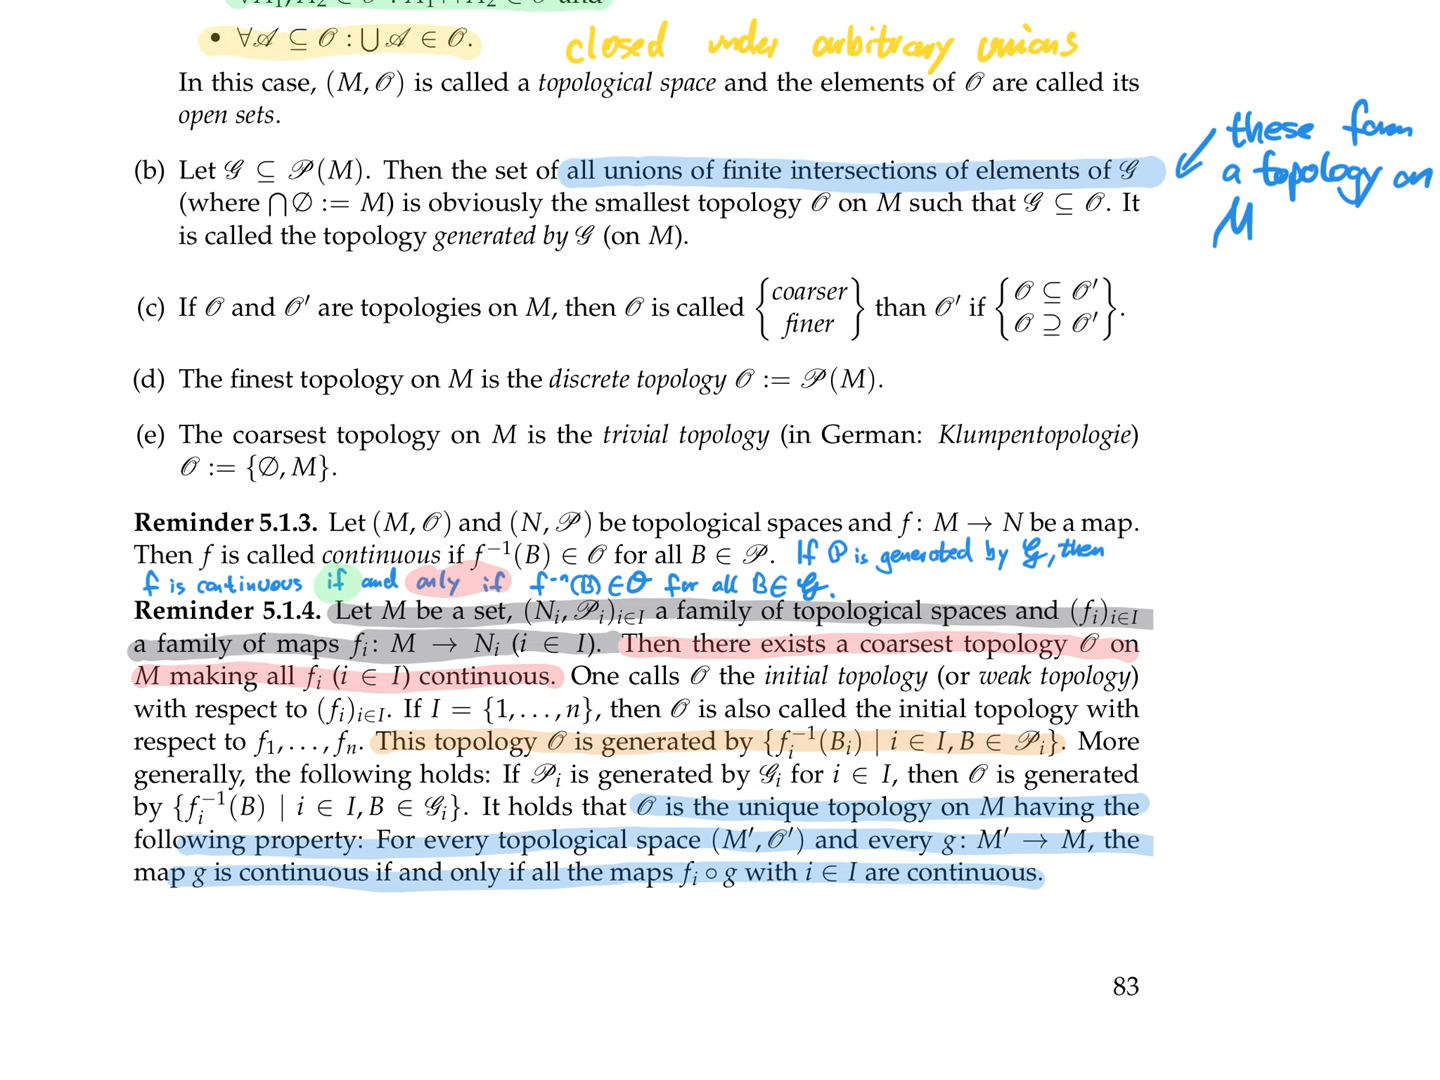 • ∀𝒜 ⊆ 𝒪 : ⋃𝒜 ∈ 𝒪. closed under arbitrary unions
In this case, (M, 𝒪) is called a topological space and the elements of 𝒪 are called its
open sets.
(b) Let 𝒢 ⊆ 𝒫(M). Then the set of all unions of finite intersections of elements of 𝒢
(where ⋂∅ := M) is obviously the smallest topology 𝒪 on M such that 𝒢 ⊆ 𝒪. It
is called the topology generated by 𝒢 (on M).
these form
a topology on
M
(c) If 𝒪 and 𝒪′ are topologies on M, then 𝒪 is called {coarser / finer} than 𝒪′ if {𝒪 ⊆ 𝒪′ / 𝒪 ⊇ 𝒪′}.
(d) The finest topology on M is the discrete topology 𝒪 := 𝒫(M).
(e) The coarsest topology on M is the trivial topology (in German: Klumpentopologie)
𝒪 := {∅, M}.
Reminder 5.1.3. Let (M, 𝒪) and (N, 𝒫) be topological spaces and f : M → N be a map.
Then f is called continuous if f⁻¹(B) ∈ 𝒪 for all B ∈ 𝒫. If 𝒫 is generated by 𝒢, then
f is continuous if and only if f⁻¹(B) ∈ 𝒪 for all B ∈ 𝒢.
Reminder 5.1.4. Let M be a set, (Nᵢ, 𝒫ᵢ)ᵢ∈I a family of topological spaces and (fᵢ)ᵢ∈I
a family of maps fᵢ : M → Nᵢ (i ∈ I). Then there exists a coarsest topology 𝒪 on
M making all fᵢ (i ∈ I) continuous. One calls 𝒪 the initial topology (or weak topology)
with respect to (fᵢ)ᵢ∈I. If I = {1, . . . , n}, then 𝒪 is also called the initial topology with
respect to f₁, . . . , fₙ. This topology 𝒪 is generated by {fᵢ⁻¹(Bᵢ) | i ∈ I, B ∈ 𝒫ᵢ}. More
generally, the following holds: If 𝒫ᵢ is generated by 𝒢ᵢ for i ∈ I, then 𝒪 is generated
by {fᵢ⁻¹(B) | i ∈ I, B ∈ 𝒢ᵢ}. It holds that 𝒪 is the unique topology on M having the
following property: For every topological space (M′, 𝒪′) and every g : M′ → M, the
map g is continuous if and only if all the maps fᵢ ∘ g with i ∈ I are continuous.
83